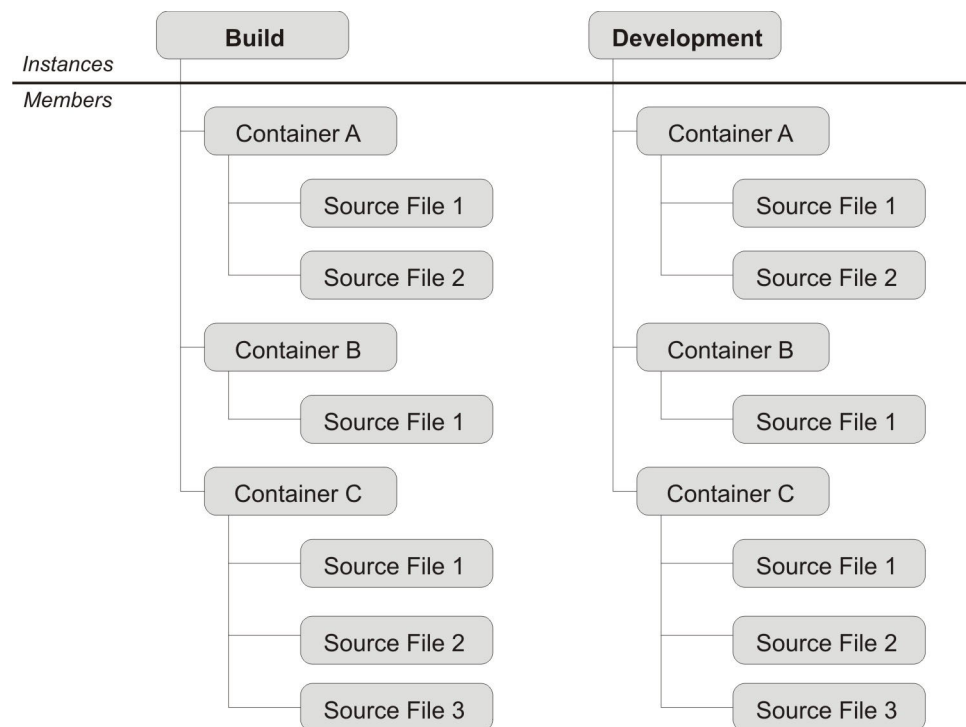 Build
Development
Instances
Members
Container A
Container A
Source File 1
Source File 1
Source File 2
Source File 2
Container B
Container B
Source File 1
Source File 1
Container C
Container C
Source File 1
Source File 1
Source File 2
Source File 2
Source File 3
Source File 3